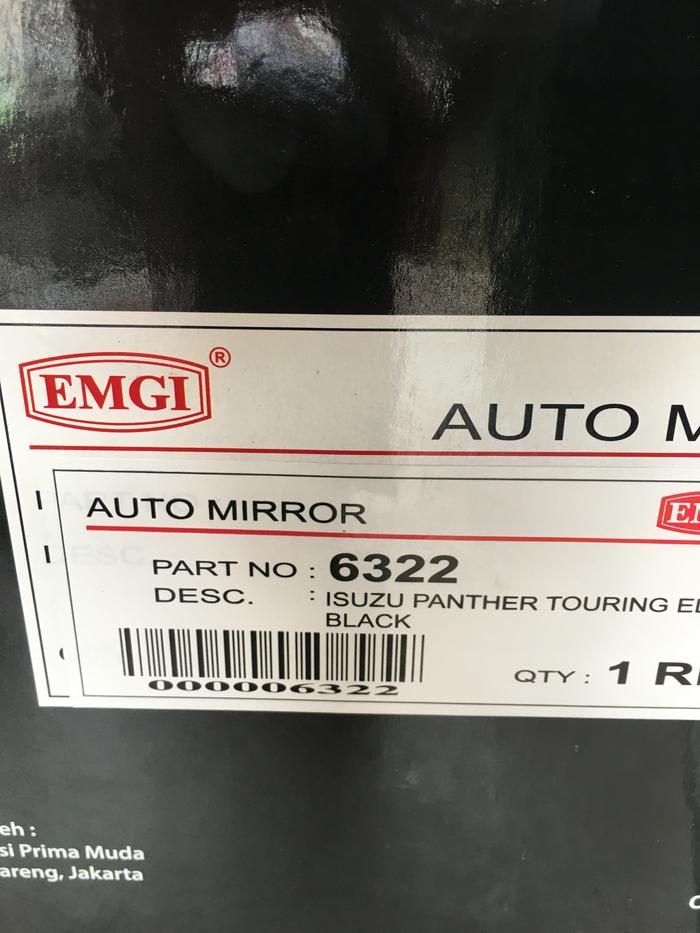 EMGI®
AUTO M
AUTO MIRROR
PART NO : 6322
DESC. : ISUZU PANTHER TOURING
BLACK
000006322
QTY : 1
eh :
si Prima Muda
areng, Jakarta